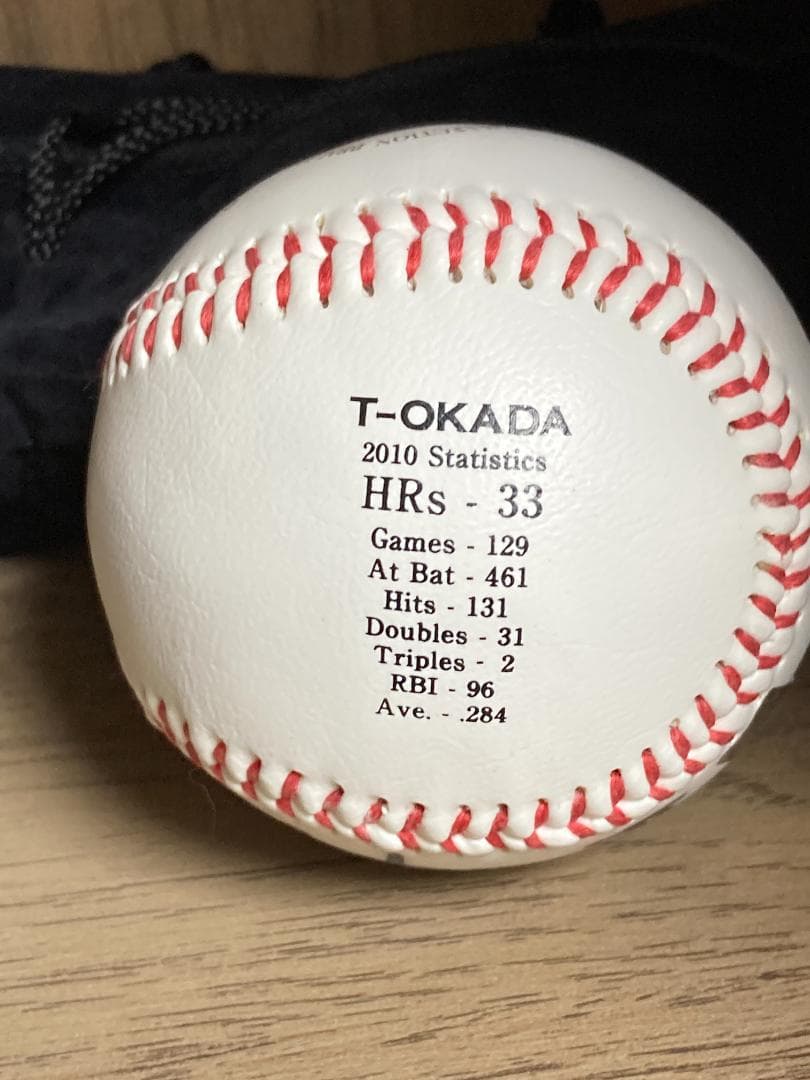 T-OKADA
2010 Statistics
HRs - 33
Games - 129
At Bat - 461
Hits - 131
Doubles - 31
Triples - 2
RBI - 96
Ave. - .284